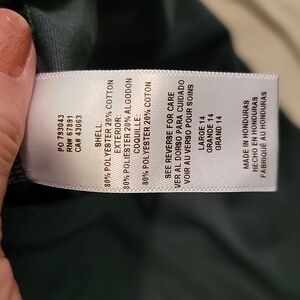 PO 793043
RN# 67891
CA# 43063
SHELL:
80% POLYESTER 20% COTTON
EXTERIOR:
80% POLIESTER 20% ALGODON
COQUILLE:
80% POLYESTER 20% COTON
SEE REVERSE FOR CARE
VER AL DORSO PARA CUIDADO
VOIR AU VERSO POUR SOINS
LARGE 14
GRANDE 14
GRAND 14
MADE IN HONDURAS
HECHO EN HONDURAS
FABRIQUÉ AU HONDURAS